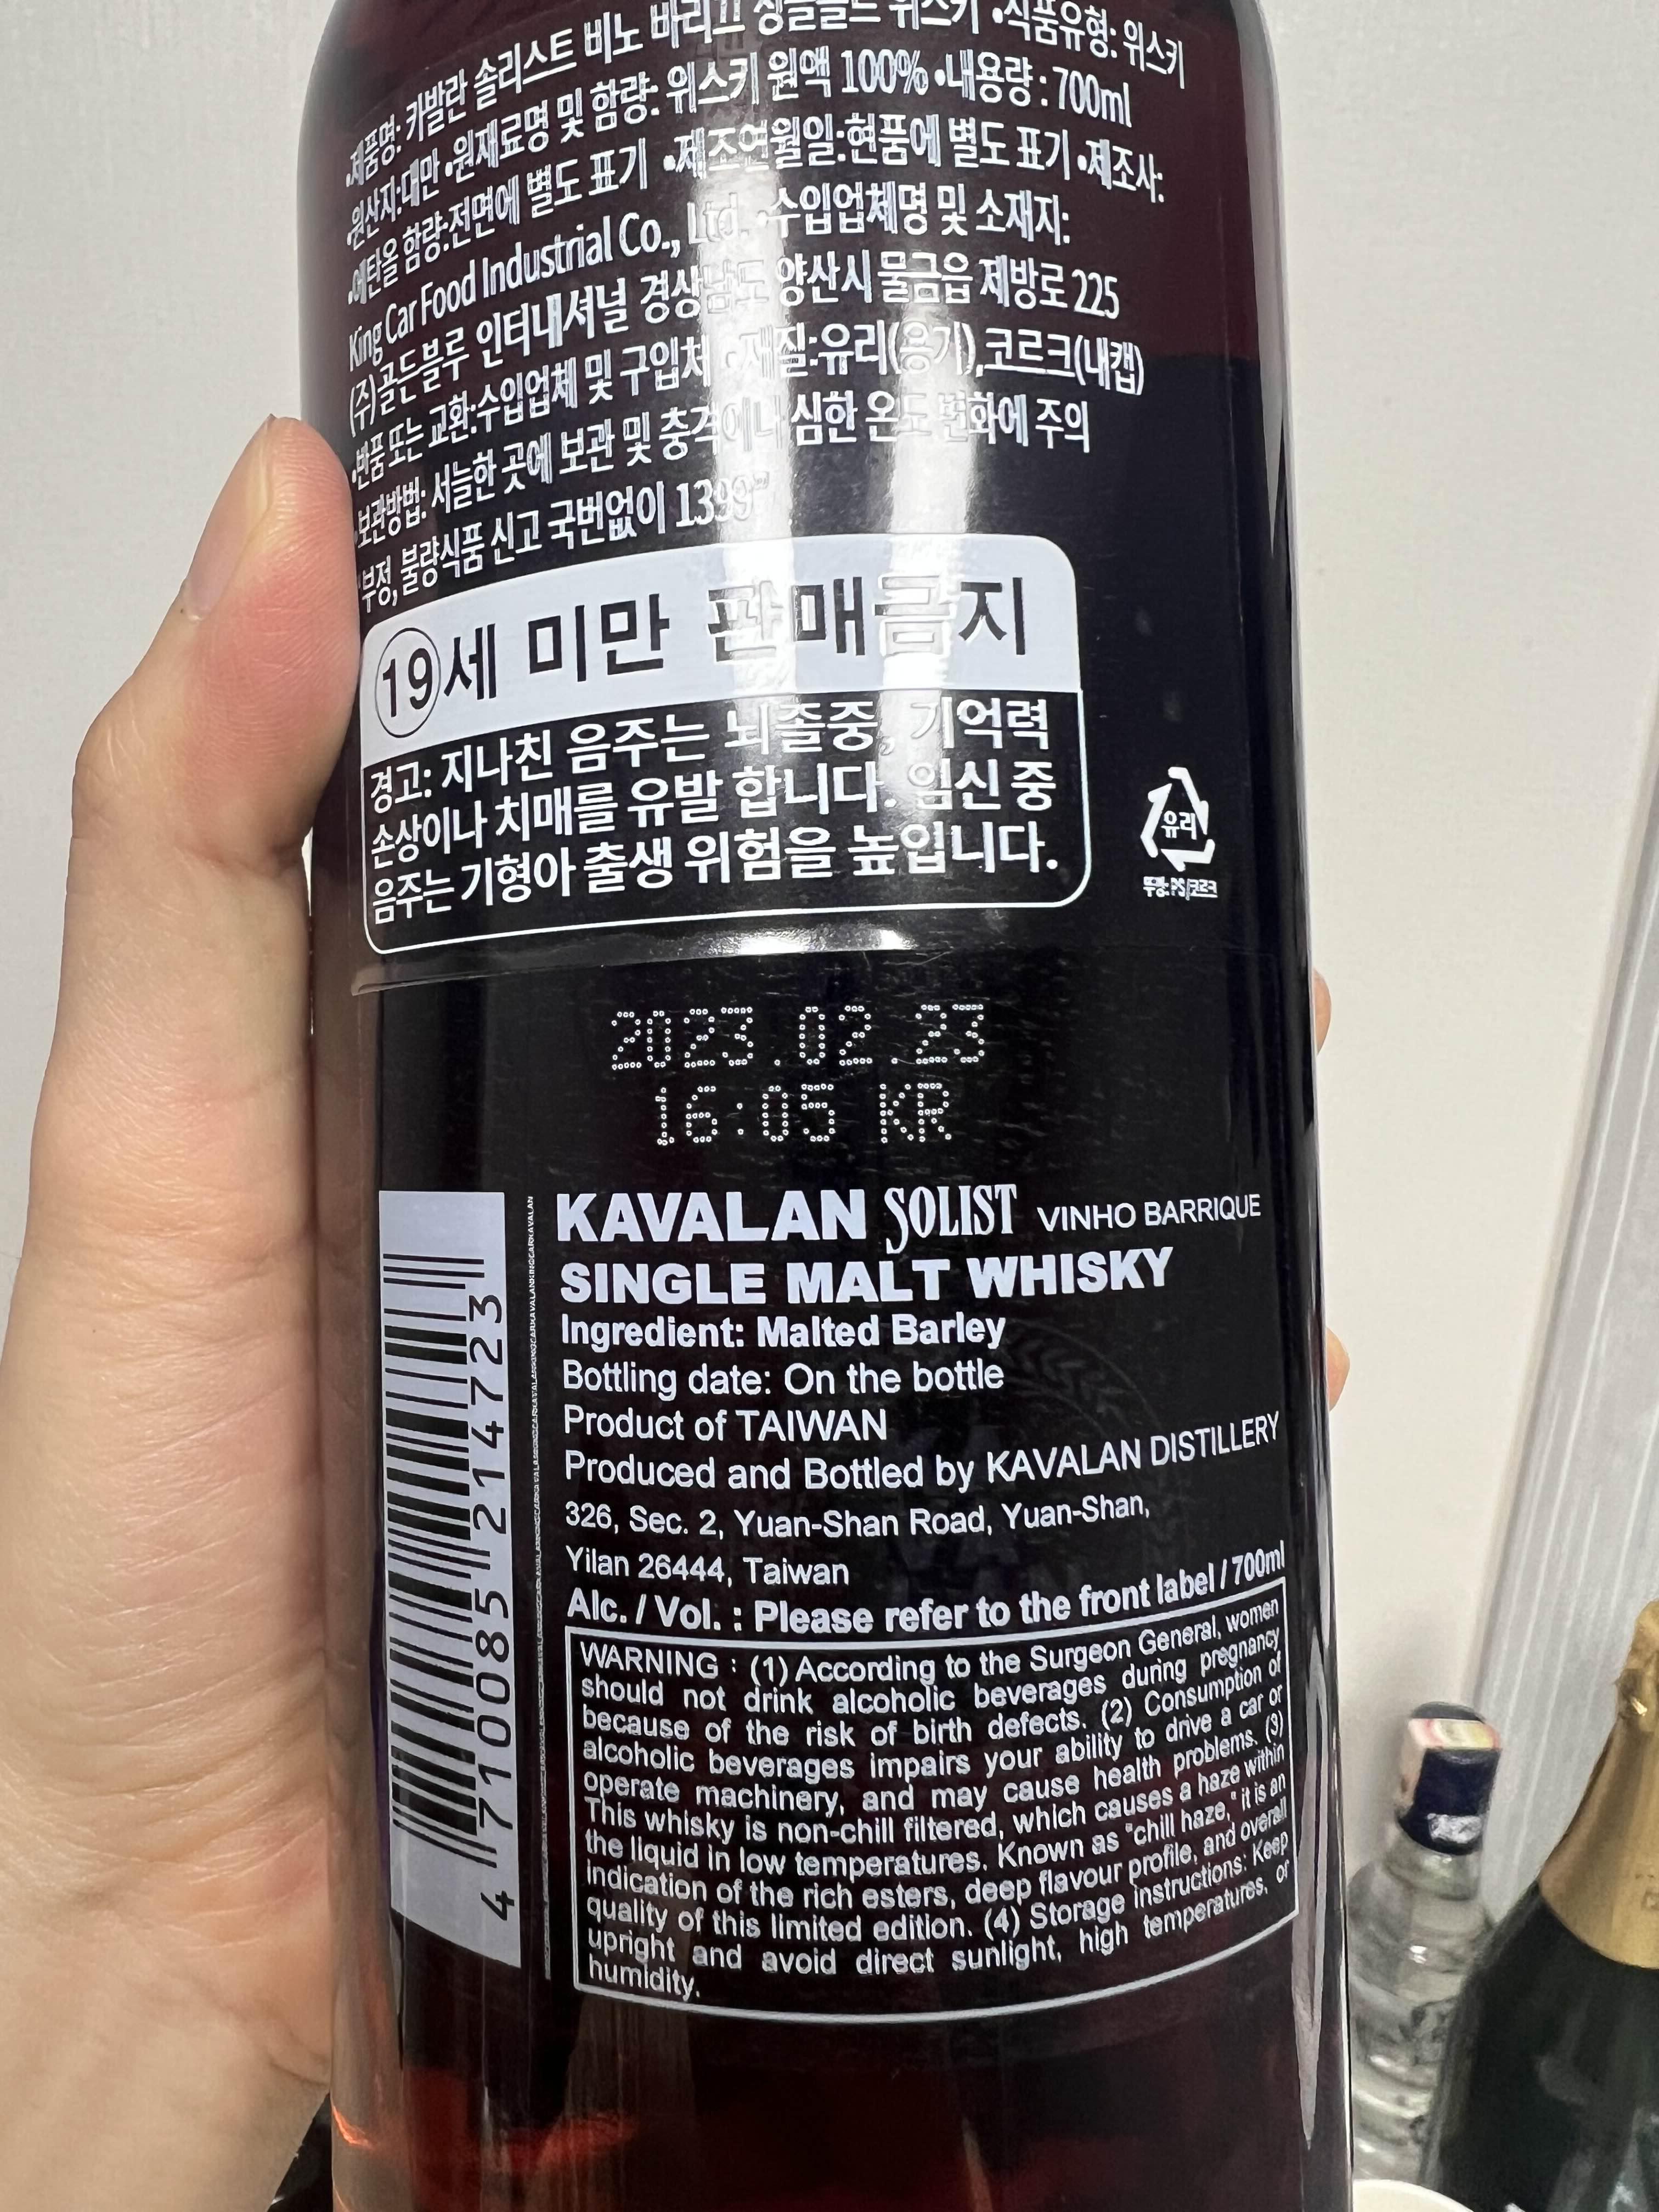 •제품명: 카발란 솔리스트 비노 바리끄 싱글몰트 위스키 •식품유형: 위스키
•원산지:대만 •원재료명 및 함량: 위스키 원액 100% •내용량 : 700ml
•에탄올 함량:전면에 별도 표기 •제조연월일:현품에 별도 표기 •제조사:
King Car Food Industrial Co., Ltd. •수입업체명 및 소재지:
(주)골든블루 인터내셔널 경상남도 양산시 물금읍 제방로 225
•반품 또는 교환:수입업체 및 구입처 •재질:유리(용기),코르크(내캡)
•보관방법: 서늘한 곳에 보관 및 충격이나 심한 온도 변화에 주의
"부정, 불량식품 신고 국번없이 1399"
19세 미만 판매금지
경고: 지나친 음주는 뇌졸중, 기억력
손상이나 치매를 유발 합니다. 임신 중
음주는 기형아 출생 위험을 높입니다.
유리
뚜껑: PS/코르크
2023.02.23
16:05 KR
KAVALAN SOLIST VINHO BARRIQUE
SINGLE MALT WHISKY
Ingredient: Malted Barley
Bottling date: On the bottle
Product of TAIWAN
Produced and Bottled by KAVALAN DISTILLERY
326, Sec. 2, Yuan-Shan Road, Yuan-Shan,
Yilan 26444, Taiwan
Alc. / Vol. : Please refer to the front label / 700ml
WARNING : (1) According to the Surgeon General, women
should not drink alcoholic beverages during pregnancy
because of the risk of birth defects. (2) Consumption of
alcoholic beverages impairs your ability to drive a car or
operate machinery, and may cause health problems. (3)
This whisky is non-chill filtered, which causes a haze within
the liquid in low temperatures. Known as "chill haze," it is an
indication of the rich esters, deep flavour profile, and overall
quality of this limited edition. (4) Storage instructions: Keep
upright and avoid direct sunlight, high temperatures, or
humidity.
4 710085 214723